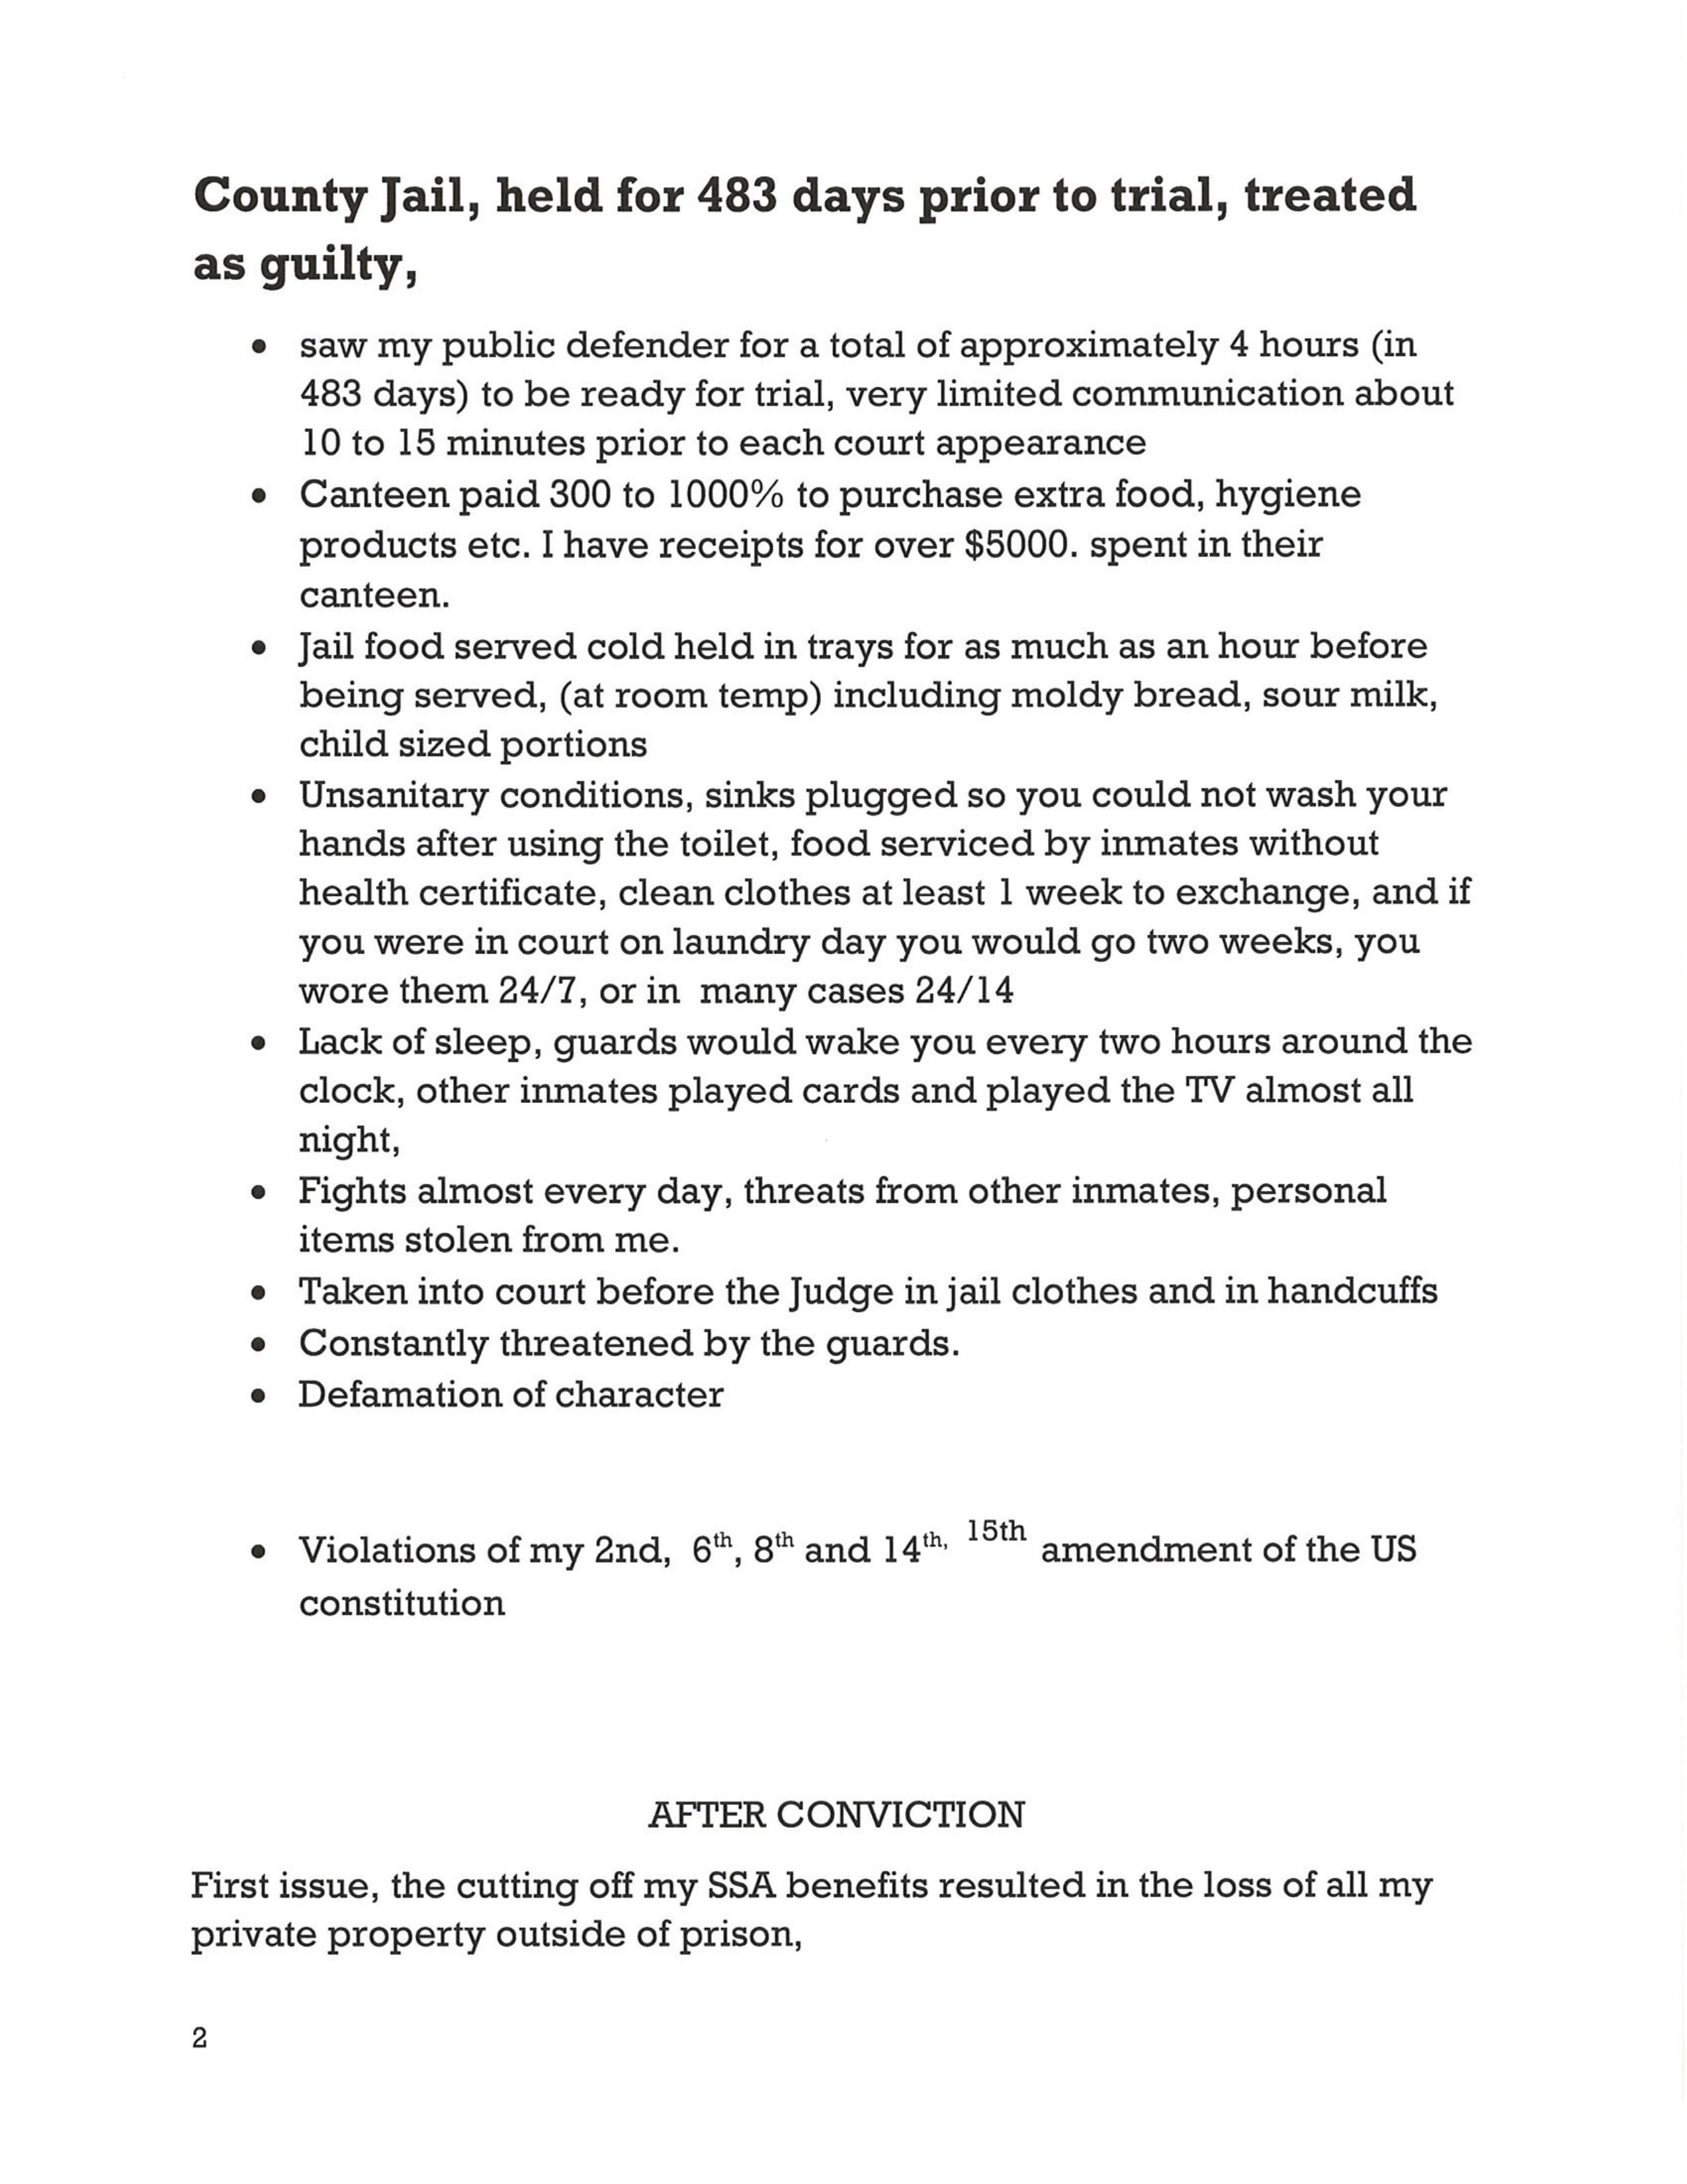 County Jail, held for 483 days prior to trial, treated
as guilty,
• saw my public defender for a total of approximately 4 hours (in
483 days) to be ready for trial, very limited communication about
10 to 15 minutes prior to each court appearance
• Canteen paid 300 to 1000% to purchase extra food, hygiene
products etc. I have receipts for over $5000. spent in their
canteen.
• Jail food served cold held in trays for as much as an hour before
being served, (at room temp) including moldy bread, sour milk,
child sized portions
• Unsanitary conditions, sinks plugged so you could not wash your
hands after using the toilet, food serviced by inmates without
health certificate, clean clothes at least 1 week to exchange, and if
you were in court on laundry day you would go two weeks, you
wore them 24/7, or in many cases 24/14
• Lack of sleep, guards would wake you every two hours around the
clock, other inmates played cards and played the TV almost all
night,
• Fights almost every day, threats from other inmates, personal
items stolen from me.
• Taken into court before the Judge in jail clothes and in handcuffs
• Constantly threatened by the guards.
• Defamation of character
• Violations of my 2nd, 6th, 8th and 14th, 15th amendment of the US
constitution
AFTER CONVICTION
First issue, the cutting off my SSA benefits resulted in the loss of all my
private property outside of prison,
2